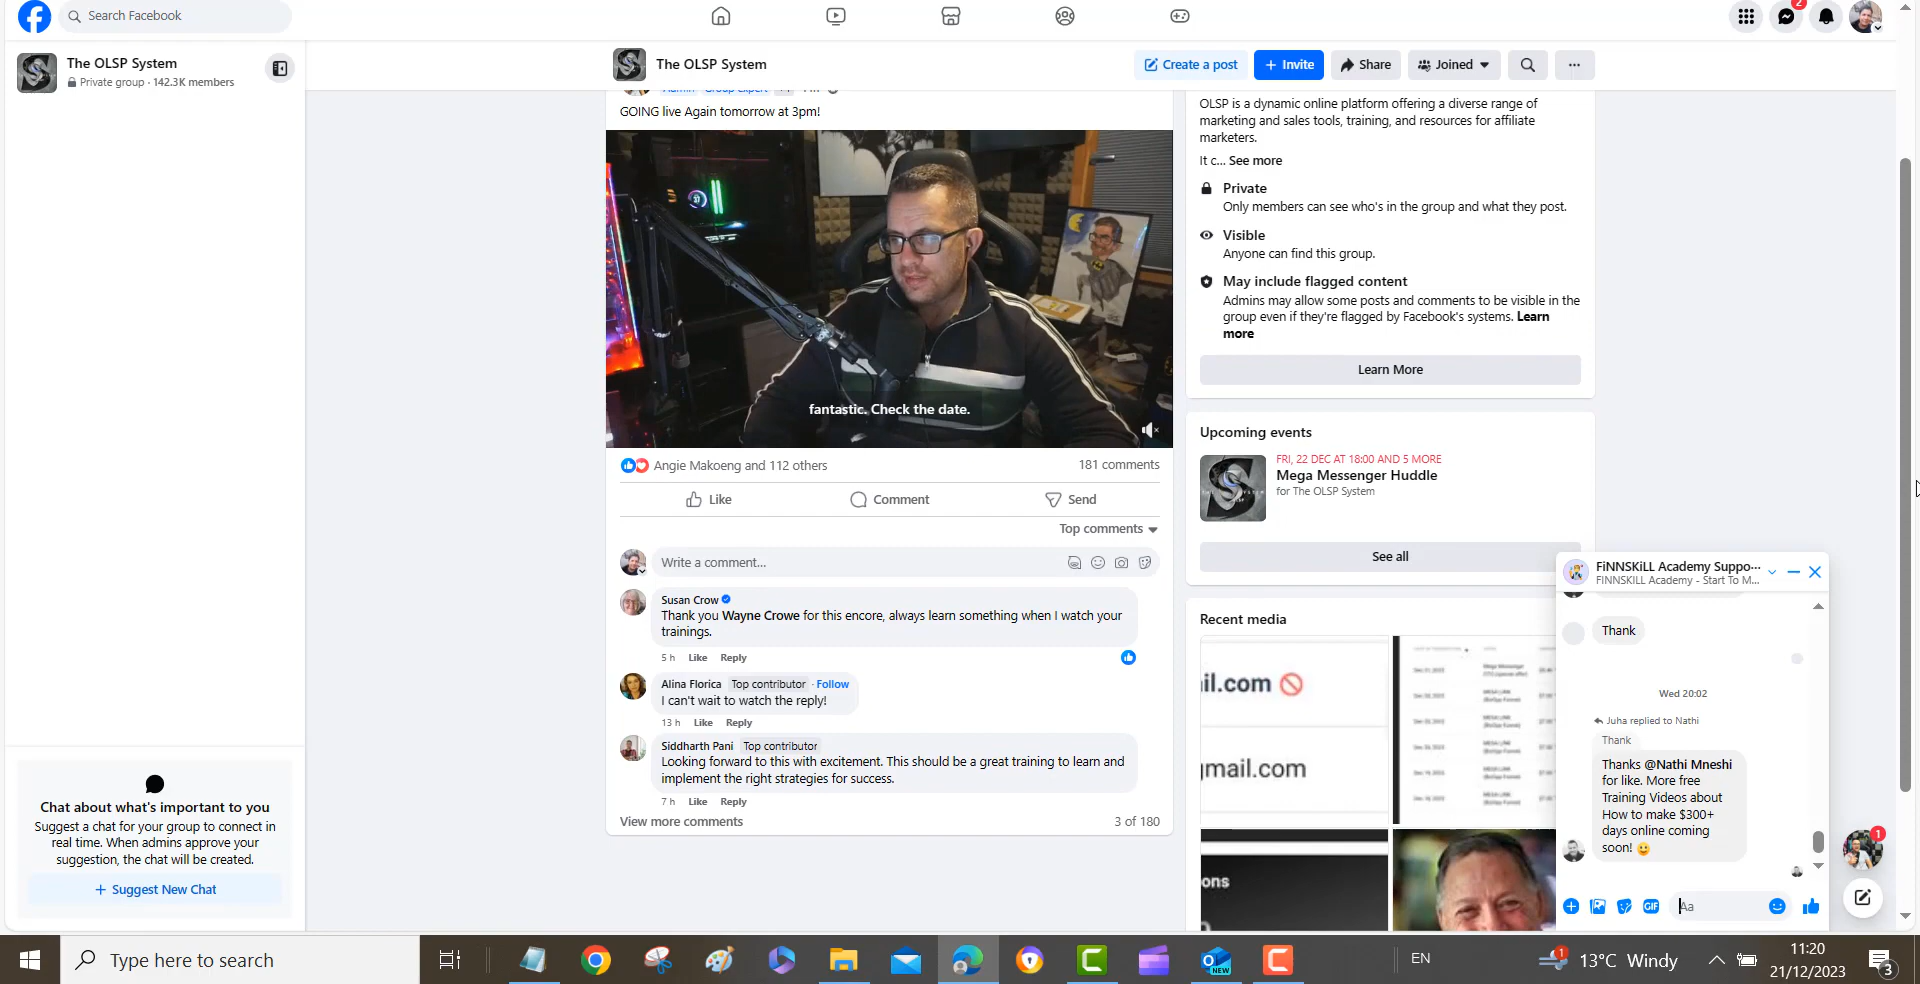 Search Facebook
2
The OLSP System
Private group · 142.3K members
The OLSP System
Create a post
+ Invite
Share
Joined
GOING live Again tomorrow at 3pm!
fantastic. Check the date.
Angie Makoeng and 112 others
181 comments
Like
Comment
Send
Top comments
Write a comment...
Susan Crow
Thank you Wayne Crowe for this encore, always learn something when I watch your
trainings.
5 h Like Reply
Alina Florica Top contributor · Follow
I can't wait to watch the reply!
13 h Like Reply
Siddharth Pani Top contributor
Looking forward to this with excitement. This should be a great training to learn and
implement the right strategies for success.
7 h Like Reply
View more comments
3 of 180
OLSP is a dynamic online platform offering a diverse range of
marketing and sales tools, training, and resources for affiliate
marketers.
It c... See more
Private
Only members can see who's in the group and what they post.
Visible
Anyone can find this group.
May include flagged content
Admins may allow some posts and comments to be visible in the
group even if they're flagged by Facebook's systems. Learn
more
Learn More
Upcoming events
FRI, 22 DEC AT 18:00 AND 5 MORE
Mega Messenger Huddle
for The OLSP System
See all
Recent media
il.com
gmail.com
ons
FiNNSKiLL Academy Suppo...
FiNNSKiLL Academy - Start To M...
Thank
Wed 20:02
Juha replied to Nathi
Thank
Thanks @Nathi Mneshi
for like. More free
Training Videos about
How to make $300+
days online coming
soon!
GIF
Aa
1
Chat about what's important to you
Suggest a chat for your group to connect in
real time. When admins approve your
suggestion, the chat will be created.
+ Suggest New Chat
Type here to search
NEW
EN
1
13°C Windy
11:20
21/12/2023
3